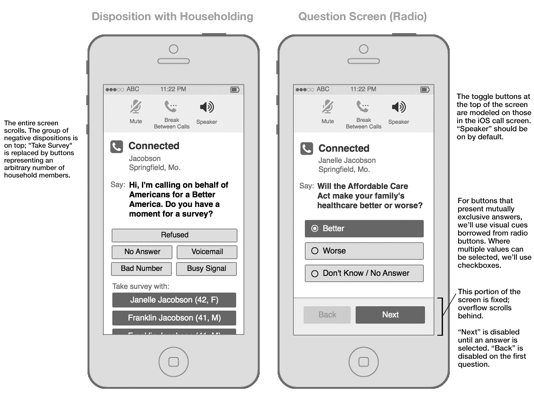 Disposition with Householding
Question Screen (Radio)
The entire screen
scrolls. The group of
negative dispositions is
on top; "Take Survey"
is replaced by buttons
representing an
arbitrary number of
household members.
ABC
11:22 PM
Mute
Break
Between Calls
Speaker
Connected
Jacobson
Springfield, Mo.
Say: Hi, I'm calling on behalf of
Americans for a Better
America. Do you have a
moment for a survey?
Refused
No Answer
Voicemail
Bad Number
Busy Signal
Take survey with:
Janelle Jacobson (42, F)
Franklin Jacobson (41, M)
ABC
11:22 PM
Mute
Break
Between Calls
Speaker
Connected
Janelle Jacobson
Springfield, Mo.
Say: Will the Affordable Care
Act make your family's
healthcare better or worse?
Better
Worse
Don't Know / No Answer
Back
Next
The toggle buttons at
the top of the screen
are modeled on those
in the iOS call screen.
"Speaker" should be
on by default.
For buttons that
present mutually
exclusive answers,
we'll use visual cues
borrowed from radio
buttons. Where
multiple values can
be selected, we'll use
checkboxes.
This portion of the
screen is fixed;
overflow scrolls
behind.
"Next" is disabled
until an answer is
selected. "Back" is
disabled on the first
question.